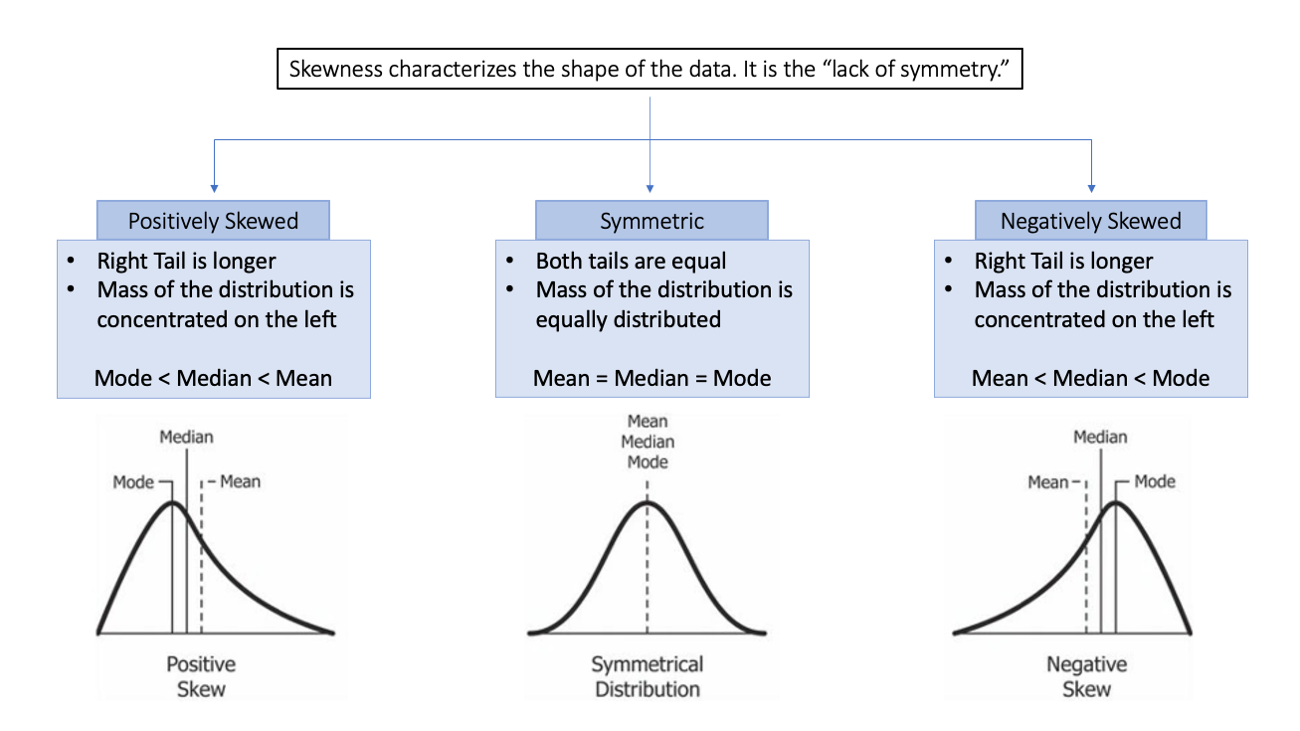 Skewness characterizes the shape of the data. It is the “lack of symmetry.”
Positively Skewed
• Right Tail is longer
• Mass of the distribution is
concentrated on the left
Mode < Median < Mean
Symmetric
• Both tails are equal
• Mass of the distribution is
equally distributed
Mean = Median = Mode
Negatively Skewed
• Right Tail is longer
• Mass of the distribution is
concentrated on the left
Mean < Median < Mode
Median
Mode
Mean
Positive
Skew
Mean
Median
Mode
Symmetrical
Distribution
Median
Mean
Mode
Negative
Skew